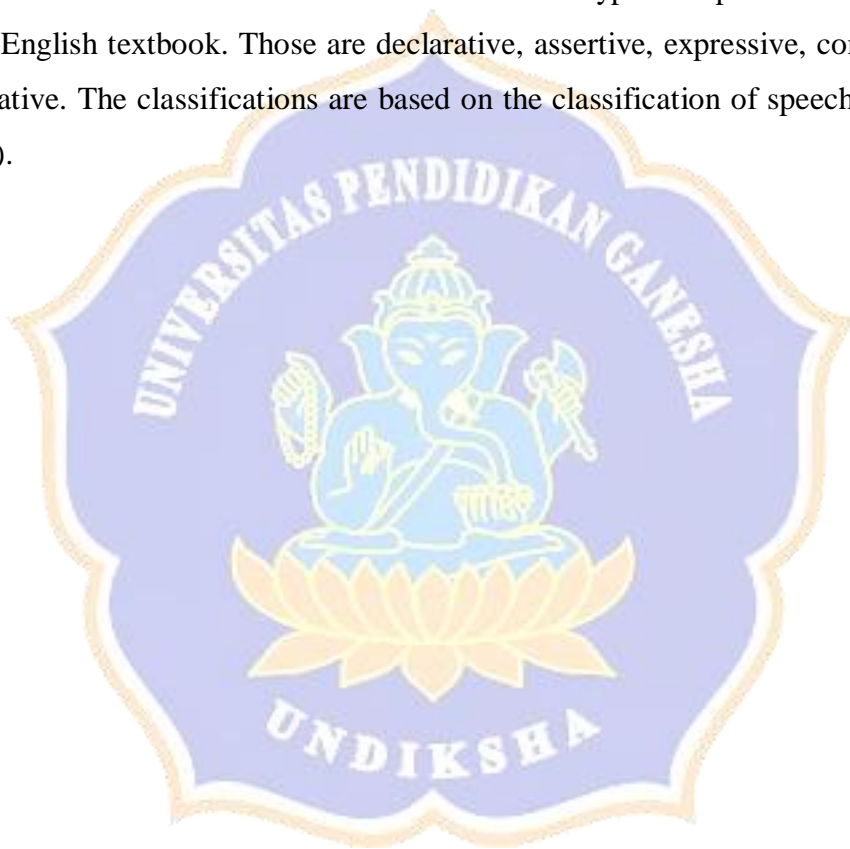 English textbook. Those are declarative, assertive, expressive, con
ative. The classifications are based on the classification of speech
).
UNIVERSITAS PENDIDIKAN GANESHA
UNDIKSHA